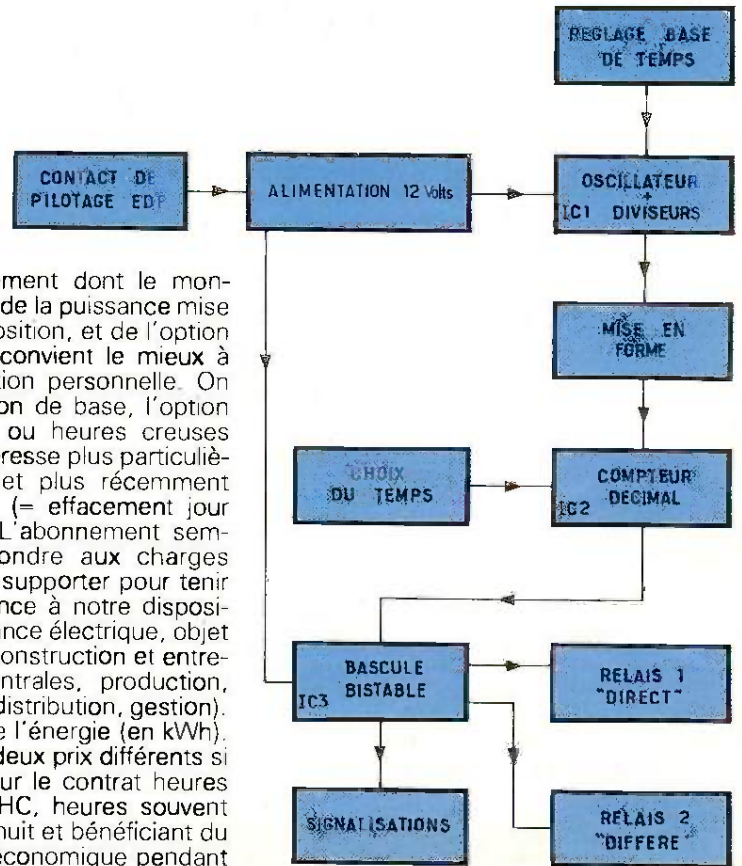 REGLAGE BASE
DE TEMPS
CONTACT DE
PILOTAGE EDF
ALIMENTATION 12 Volts
OSCILLATEUR
+
IC1 DIVISEURS
MISE EN
FORME
CHOIX
DU TEMPS
COMPTEUR
DECIMAL
IC2
BASCULE
BISTABLE
IC3
RELAIS 1
"DIRECT"
SIGNALISATIONS
RELAIS 2
"DIFFERE"
ement dont le mon-
de la puissance mise
osition, et de l'option
convient le mieux à
tion personnelle. On
on de base, l'option
ou heures creuses
resse plus particuliè-
et plus récemment
(= effacement jour
L'abonnement sem-
ondre aux charges
supporter pour tenir
nce à notre disposi-
ance électrique, objet
onstruction et entre-
ntrales, production,
distribution, gestion).
e l'énergie (en kWh).
deux prix différents si
ur le contrat heures
HC, heures souvent
nuit et bénéficiant du
économique pendant